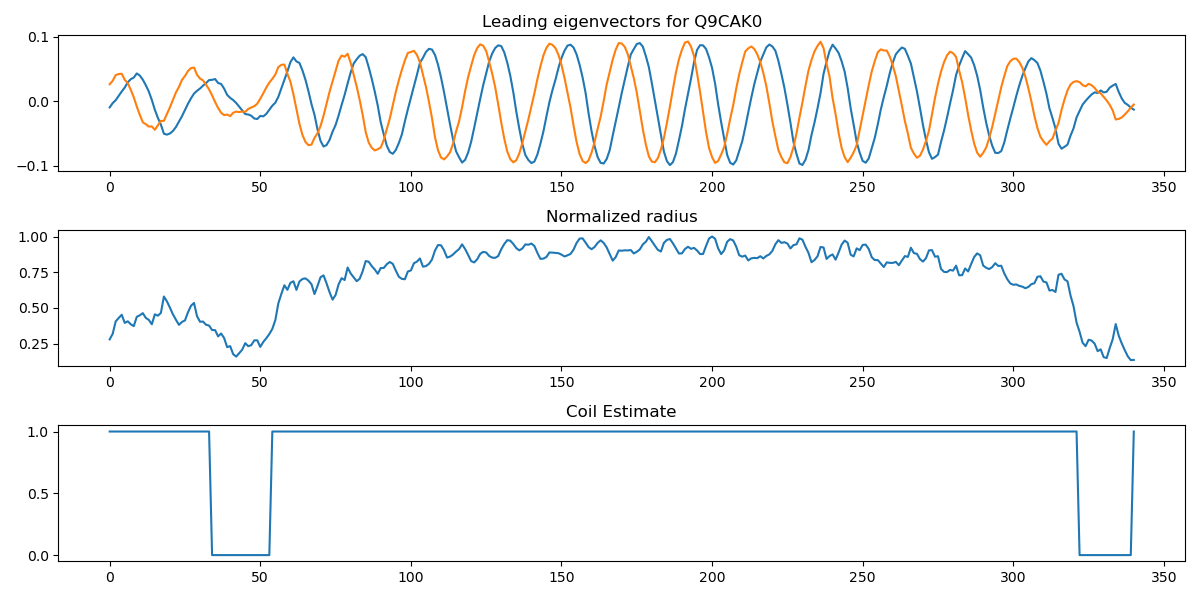 Leading eigenvectors for Q9CAK0
0.1
0.0
−0.1
0 50 100 150 200 250 300 350
Normalized radius
1.00
0.75
0.50
0.25
0 50 100 150 200 250 300 350
Coil Estimate
1.0
0.5
0.0
0 50 100 150 200 250 300 350